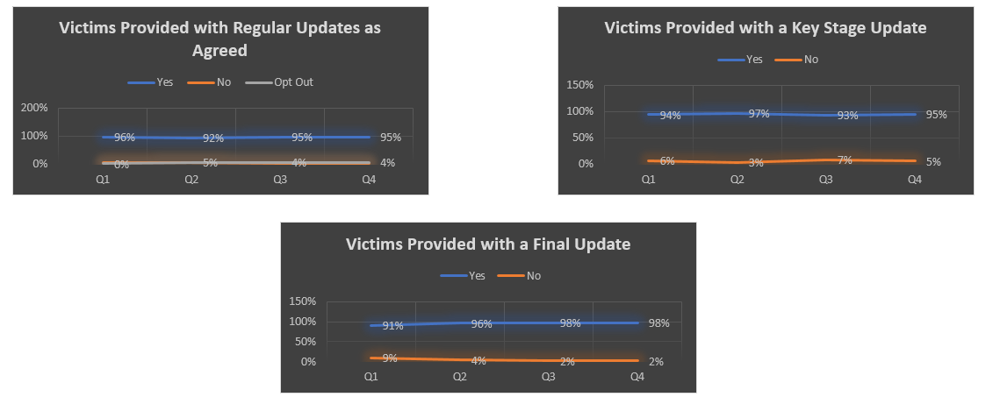 Victims Provided with Regular Updates as
Agreed
Yes No Opt Out
200%
100%
0%
96% 92% 95% 95%
0% 5% 4% 4%
Q1 Q2 Q3 Q4
Victims Provided with a Key Stage Update
Yes No
150%
100%
50%
0%
94% 97% 93% 95%
6% 3% 7% 5%
Q1 Q2 Q3 Q4
Victims Provided with a Final Update
Yes No
150%
100%
50%
0%
91% 96% 98% 98%
9% 4% 2% 2%
Q1 Q2 Q3 Q4